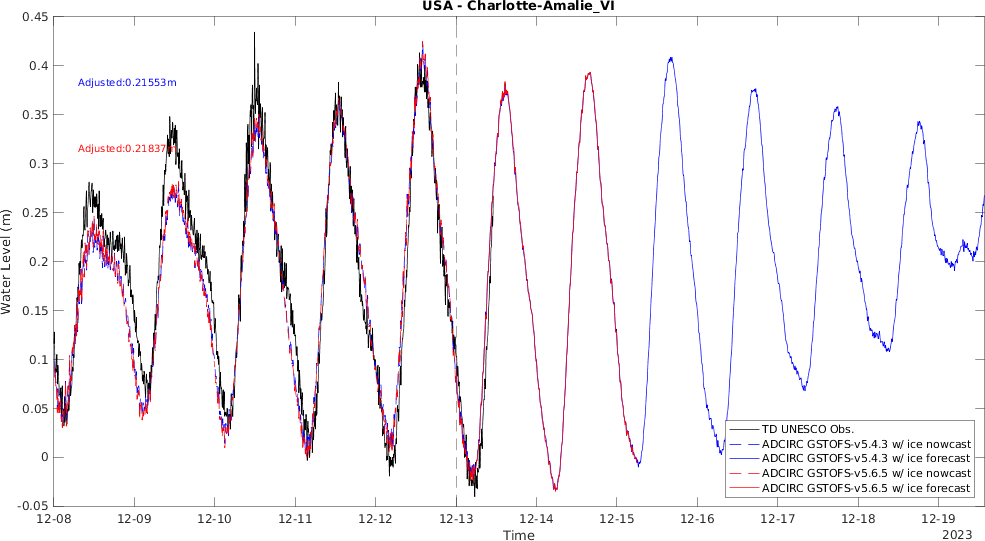 USA - Charlotte-Amalie_VI
0.45
0.4
0.35
0.3
0.25
0.2
0.15
0.1
0.05
0
-0.05
Water Level (m)
Adjusted:0.21553m
Adjusted:0.21837m
TD UNESCO Obs.
ADCIRC GSTOFS-v5.4.3 w/ ice nowcast
ADCIRC GSTOFS-v5.4.3 w/ ice forecast
ADCIRC GSTOFS-v5.6.5 w/ ice nowcast
ADCIRC GSTOFS-v5.6.5 w/ ice forecast
12-08 12-09 12-10 12-11 12-12 12-13 12-14 12-15 12-16 12-17 12-18 12-19
Time
2023